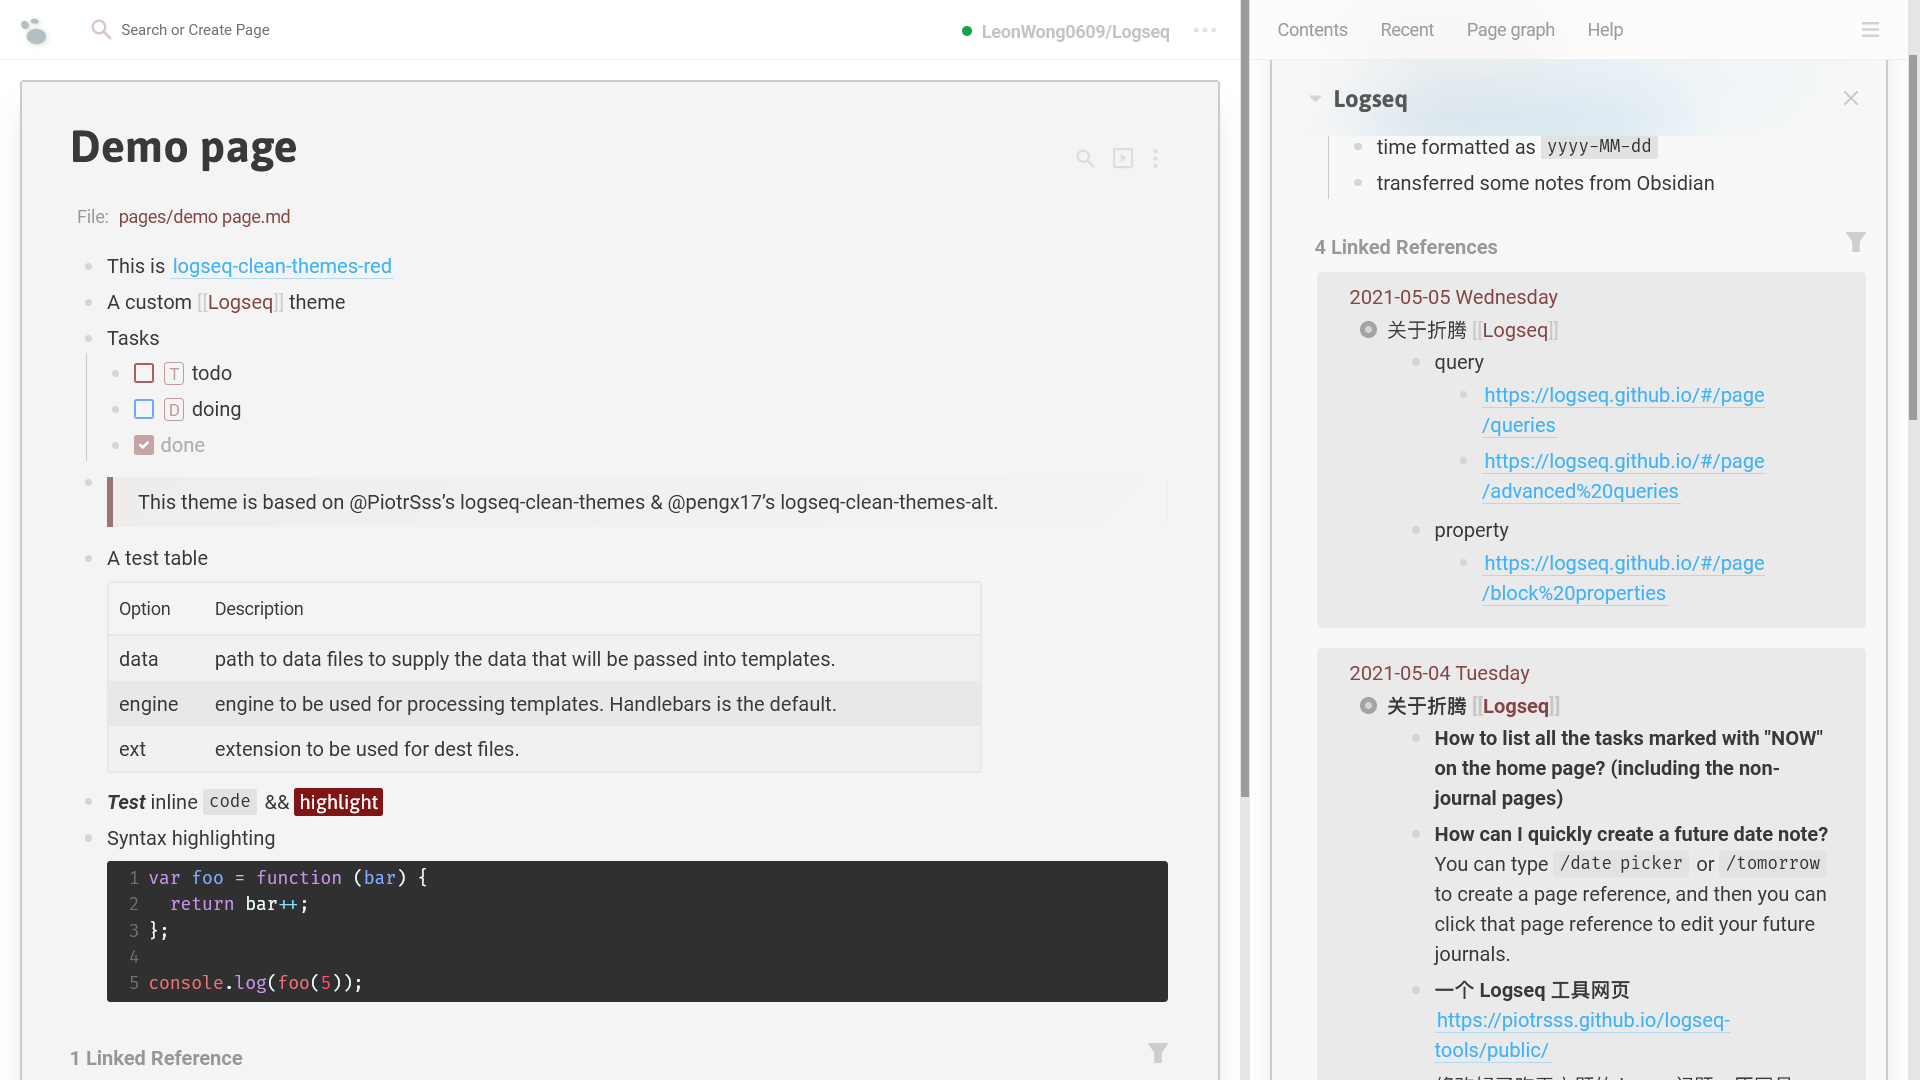 Search or Create Page
LeonWong0609/Logseq
Demo page
File: pages/demo page.md
This is logseq-clean-themes-red
A custom [[Logseq]] theme
Tasks
T todo
D doing
done
This theme is based on @PiotrSss’s logseq-clean-themes & @pengx17’s logseq-clean-themes-alt.
A test table
Option Description
data path to data files to supply the data that will be passed into templates.
engine engine to be used for processing templates. Handlebars is the default.
ext extension to be used for dest files.
Test inline code && highlight
Syntax highlighting
1 var foo = function (bar) {
2 return bar++;
3 };
4
5 console.log(foo(5));
1 Linked Reference
Contents Recent Page graph Help
Logseq
time formatted as yyyy-MM-dd
transferred some notes from Obsidian
4 Linked References
2021-05-05 Wednesday
关于折腾 [[Logseq]]
query
https://logseq.github.io/#/page
/queries
https://logseq.github.io/#/page
/advanced%20queries
property
https://logseq.github.io/#/page
/block%20properties
2021-05-04 Tuesday
关于折腾 [[Logseq]]
How to list all the tasks marked with "NOW"
on the home page? (including the non-
journal pages)
How can I quickly create a future date note?
You can type /date picker or /tomorrow
to create a page reference, and then you can
click that page reference to edit your future
journals.
一个 Logseq 工具网页
https://piotrsss.github.io/logseq-
tools/public/